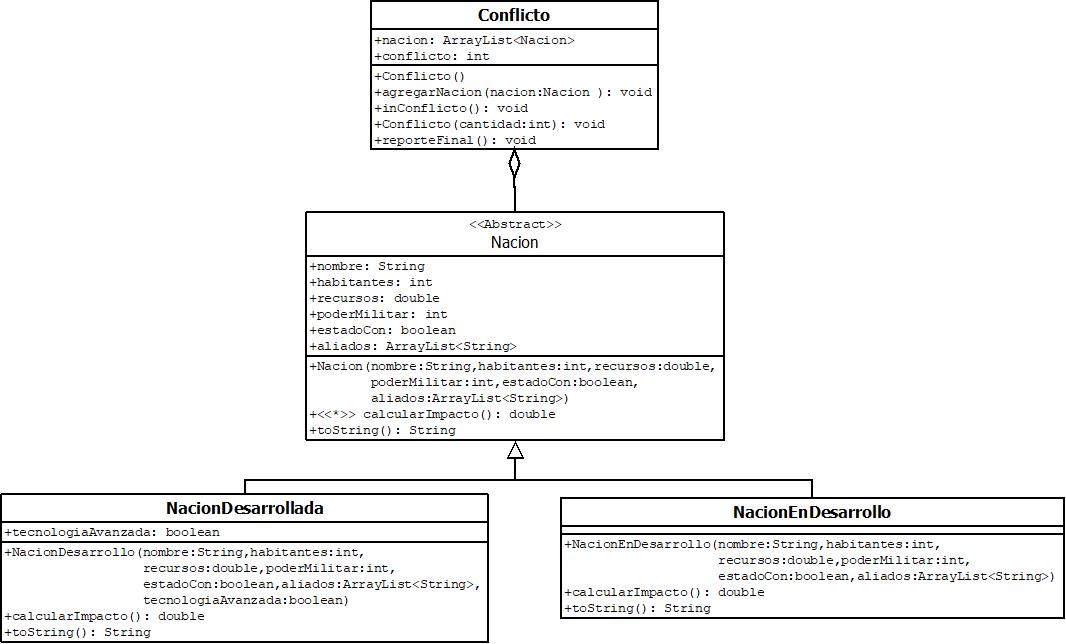 Conflicto
+nacion: ArrayList<Nacion>
+conflicto: int
+Conflicto()
+agregarNacion(nacion:Nacion ): void
+inConflicto(): void
+Conflicto(cantidad:int): void
+reporteFinal(): void
<<Abstract>>
Nacion
+nombre: String
+habitantes: int
+recursos: double
+poderMilitar: int
+estadoCon: boolean
+aliados: ArrayList<String>
+Nacion(nombre:String,habitantes:int,recursos:double,
poderMilitar:int,estadoCon:boolean,
aliados:ArrayList<String>)
+<<*>> calcularImpacto(): double
+toString(): String
NacionDesarrollada
+tecnologiaAvanzada: boolean
+NacionDesarrollo(nombre:String,habitantes:int,
recursos:double,poderMilitar:int,
estadoCon:boolean,aliados:ArrayList<String>,
tecnologiaAvanzada:boolean)
+calcularImpacto(): double
+toString(): String
NacionEnDesarrollo
+NacionEnDesarrollo(nombre:String,habitantes:int,
recursos:double,poderMilitar:int,
estadoCon:boolean,aliados:ArrayList<String>)
+calcularImpacto(): double
+toString(): String